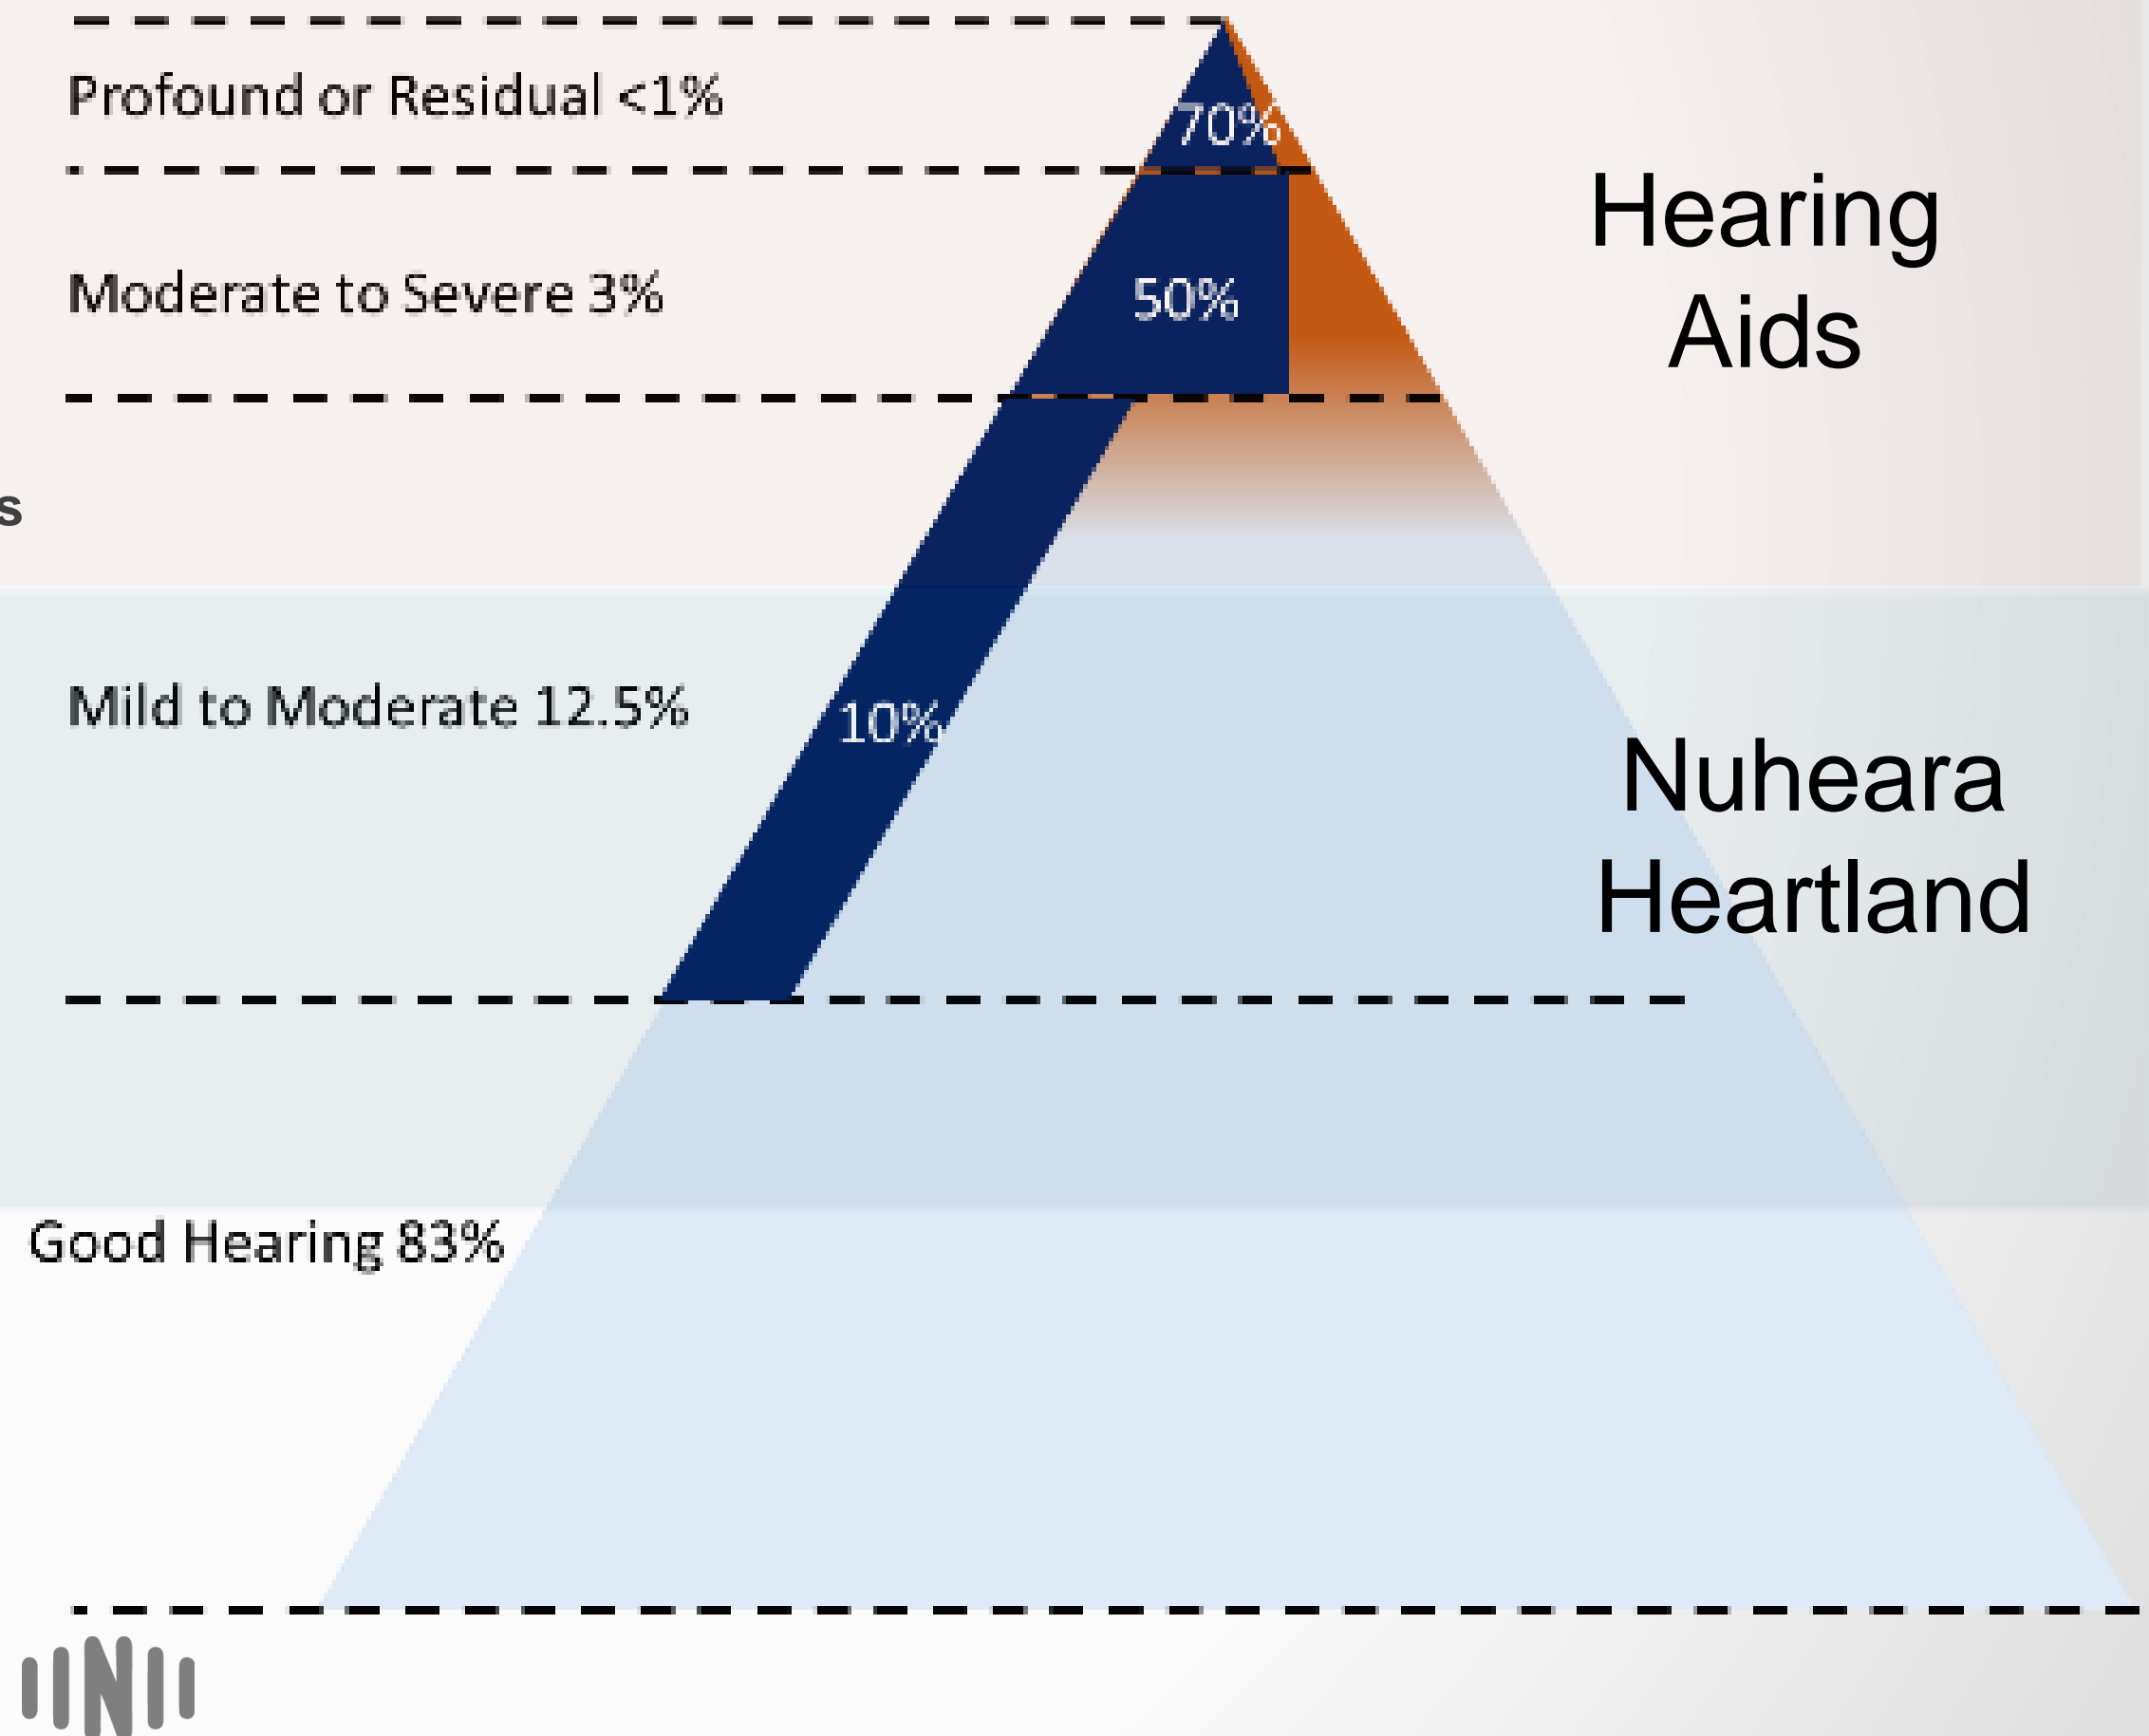 Profound or Residual <1%
70%
Hearing
Aids
Moderate to Severe 3%
50%
s
Mild to Moderate 12.5%
10%
Nuheara
Heartland
Good Hearing 83%
N